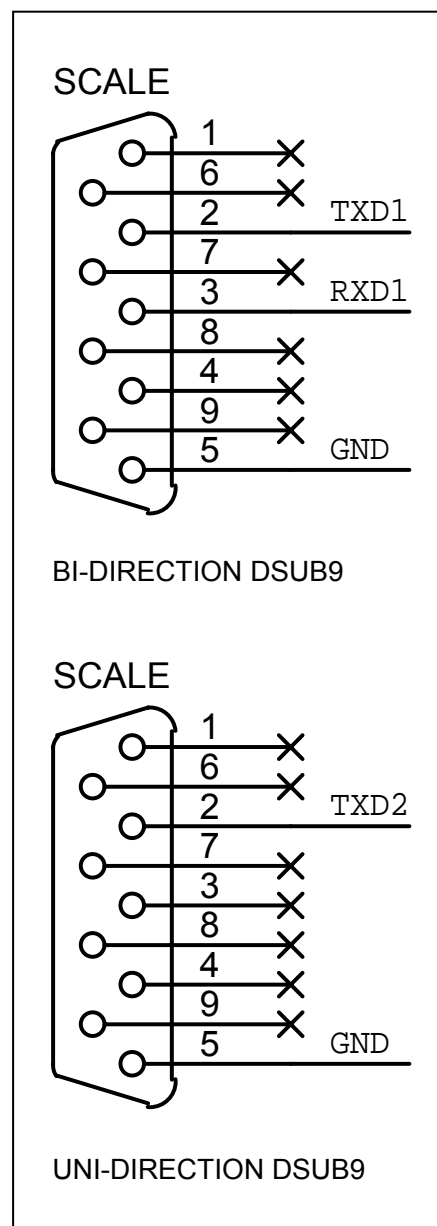 SCALE
1
6
2 TXD1
7
3 RXD1
8
4
9
5 GND
BI-DIRECTION DSUB9
SCALE
1
6
2 TXD2
7
3
8
4
9
5 GND
UNI-DIRECTION DSUB9